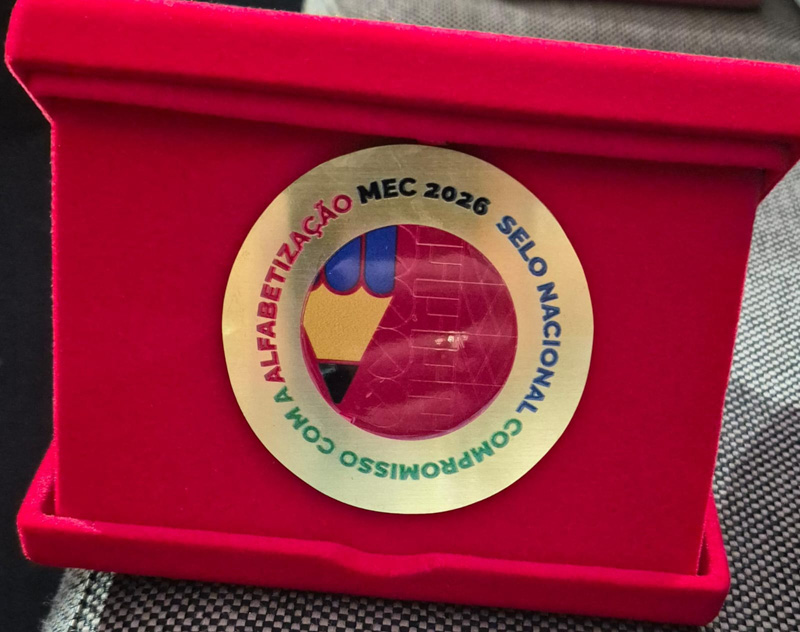 MEC 2026
SELO NACIONAL COMPROMISSO COM A ALFABETIZAÇÃO